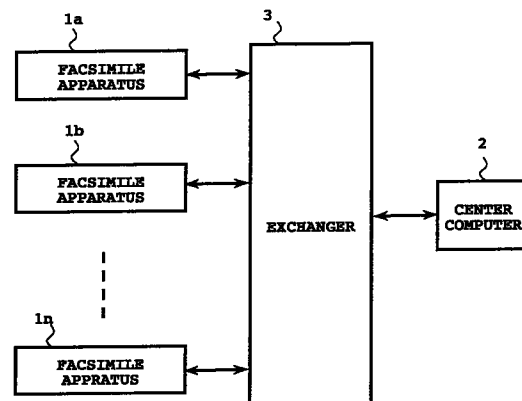 1a
FACSIMILE
APPARATUS
1b
FACSIMILE
APPARATUS
1n
FACSIMILE
APPRATUS
3
EXCHANGER
2
CENTER
COMPUTER